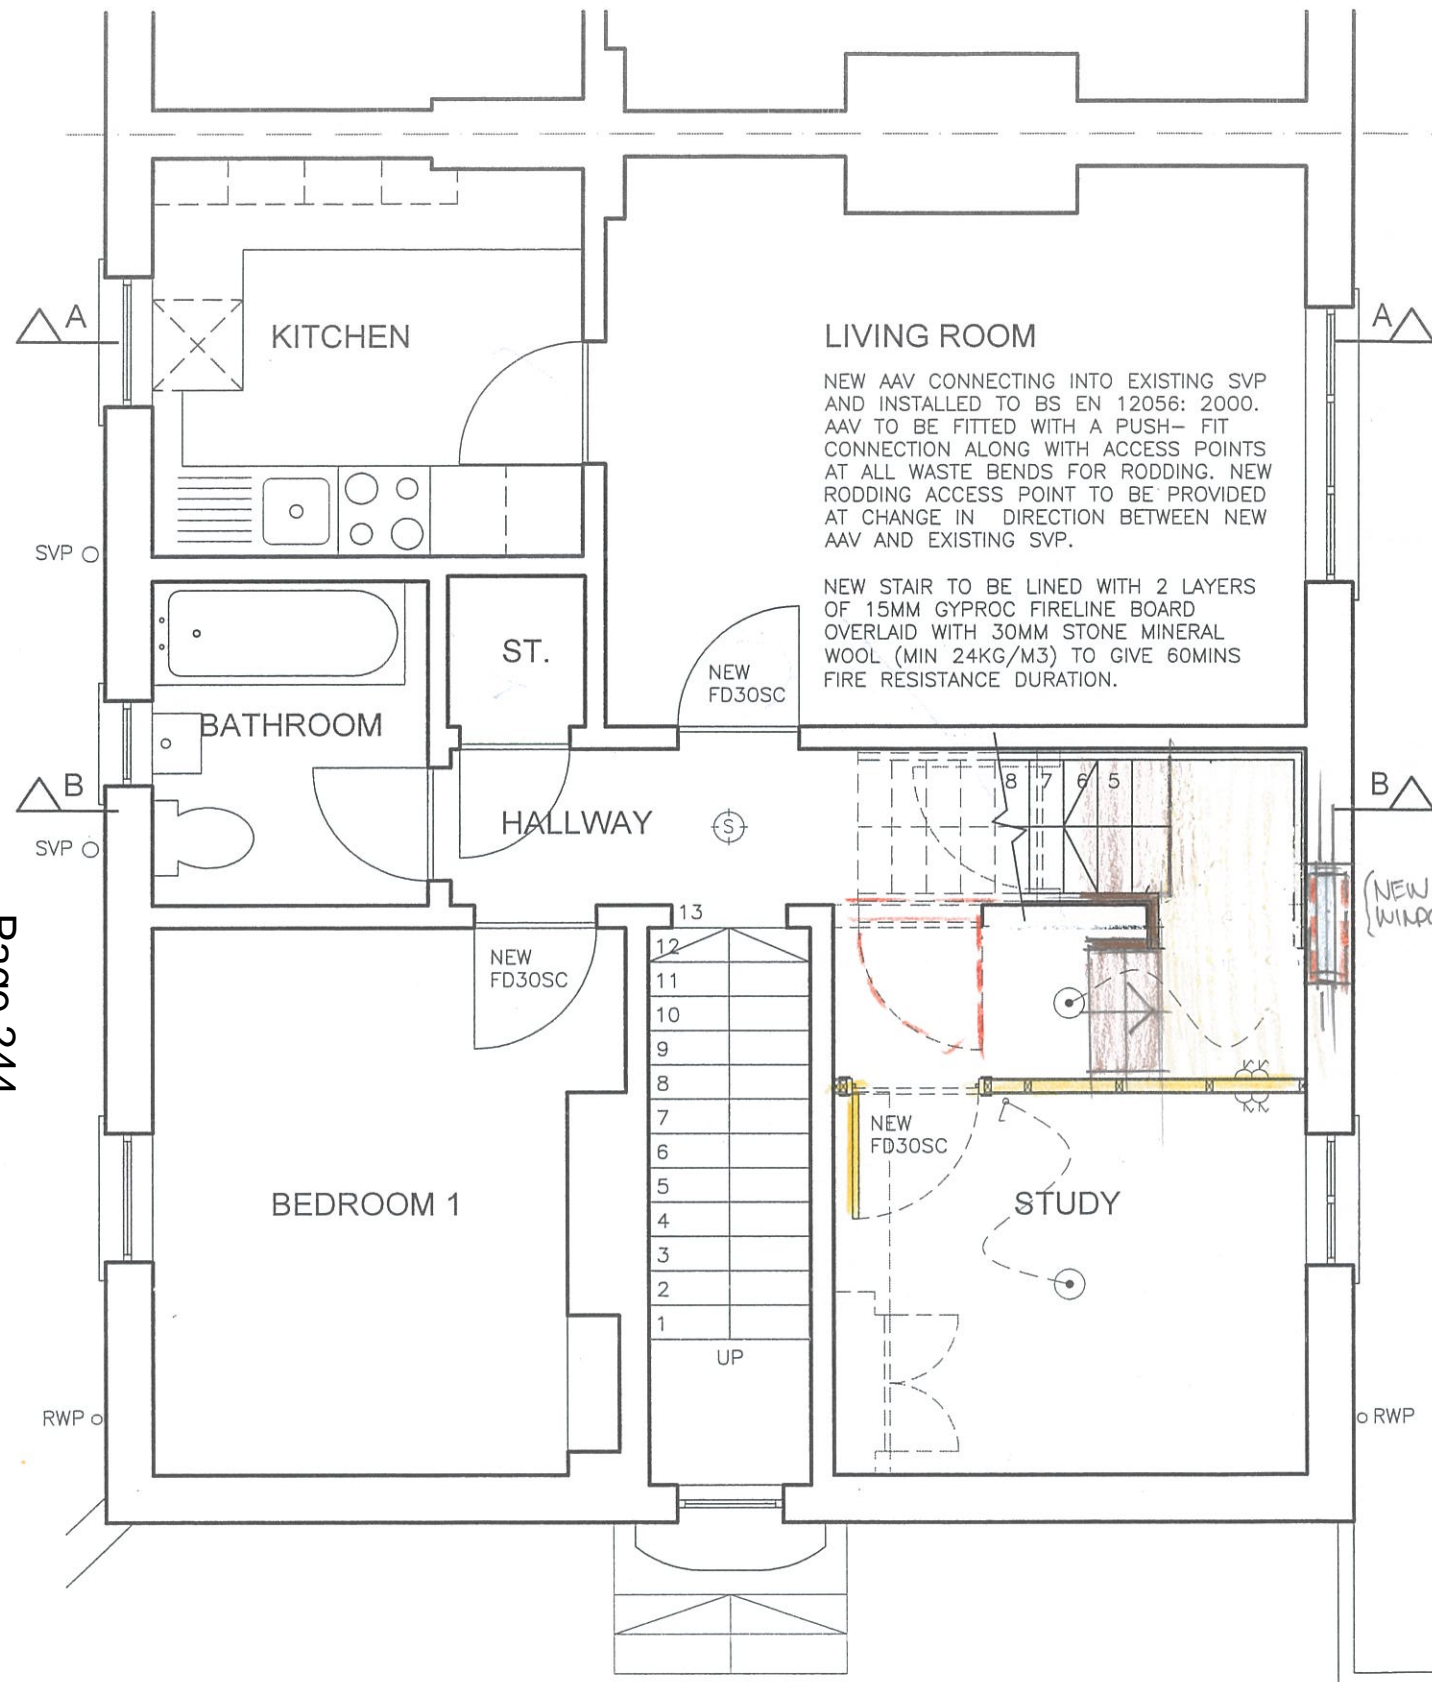 A
KITCHEN
LIVING ROOM
A
NEW AAV CONNECTING INTO EXISTING SVP
AND INSTALLED TO BS EN 12056: 2000.
AAV TO BE FITTED WITH A PUSH– FIT
CONNECTION ALONG WITH ACCESS POINTS
AT ALL WASTE BENDS FOR RODDING. NEW
RODDING ACCESS POINT TO BE PROVIDED
AT CHANGE IN DIRECTION BETWEEN NEW
AAV AND EXISTING SVP.
SVP
NEW STAIR TO BE LINED WITH 2 LAYERS
OF 15MM GYPROC FIRELINE BOARD
OVERLAID WITH 30MM STONE MINERAL
WOOL (MIN 24KG/M3) TO GIVE 60MINS
FIRE RESISTANCE DURATION.
ST.
NEW
FD30SC
BATHROOM
B
HALLWAY
S
8 7 6 5
B
SVP
(NEW
WINDO
13
12
11
10
9
8
7
6
5
4
3
2
1
UP
NEW
FD30SC
BEDROOM 1
NEW
FD30SC
STUDY
RWP
RWP
Page 244